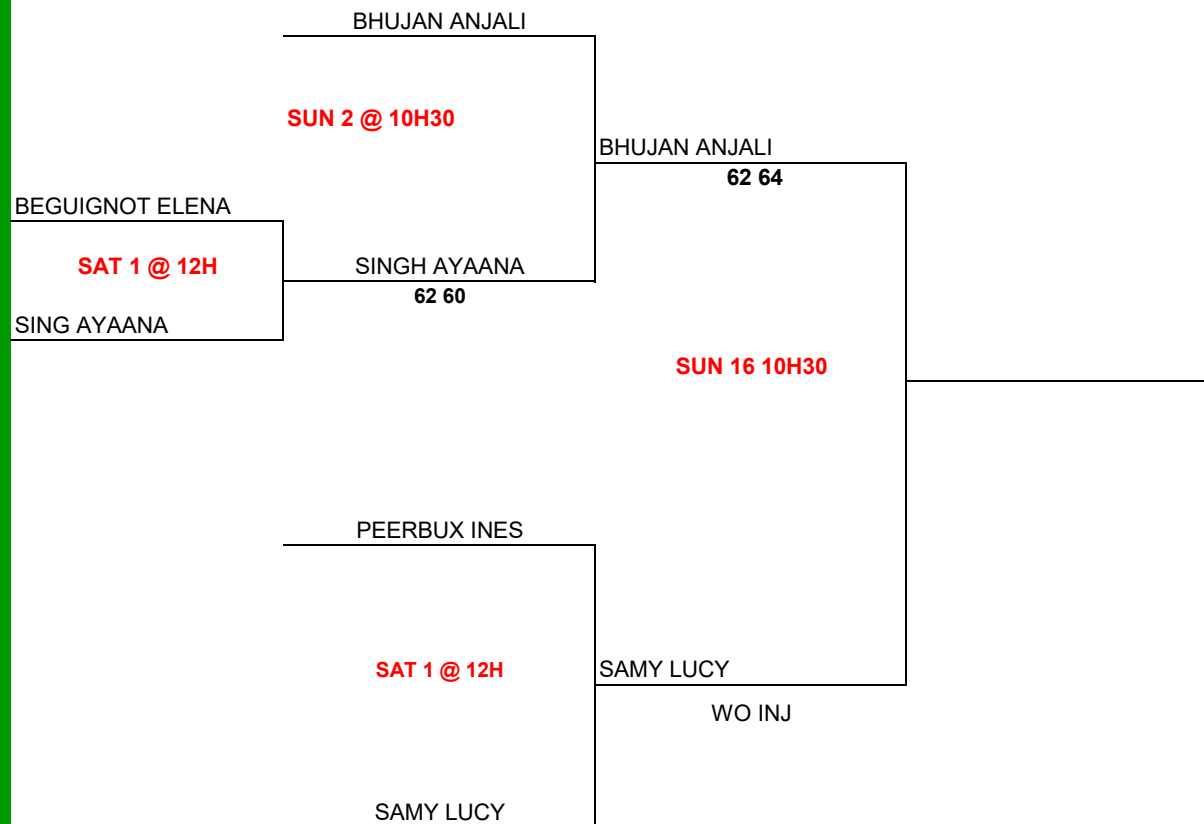 BHUJAN ANJALI
SUN 2 @ 10H30
BHUJAN ANJALI
62 64
BEGUIGNOT ELENA
SAT 1 @ 12H
SINGH AYAANA
62 60
SING AYAANA
SUN 16 10H30
PEERBUX INES
SAT 1 @ 12H
SAMY LUCY
WO INJ
SAMY LUCY